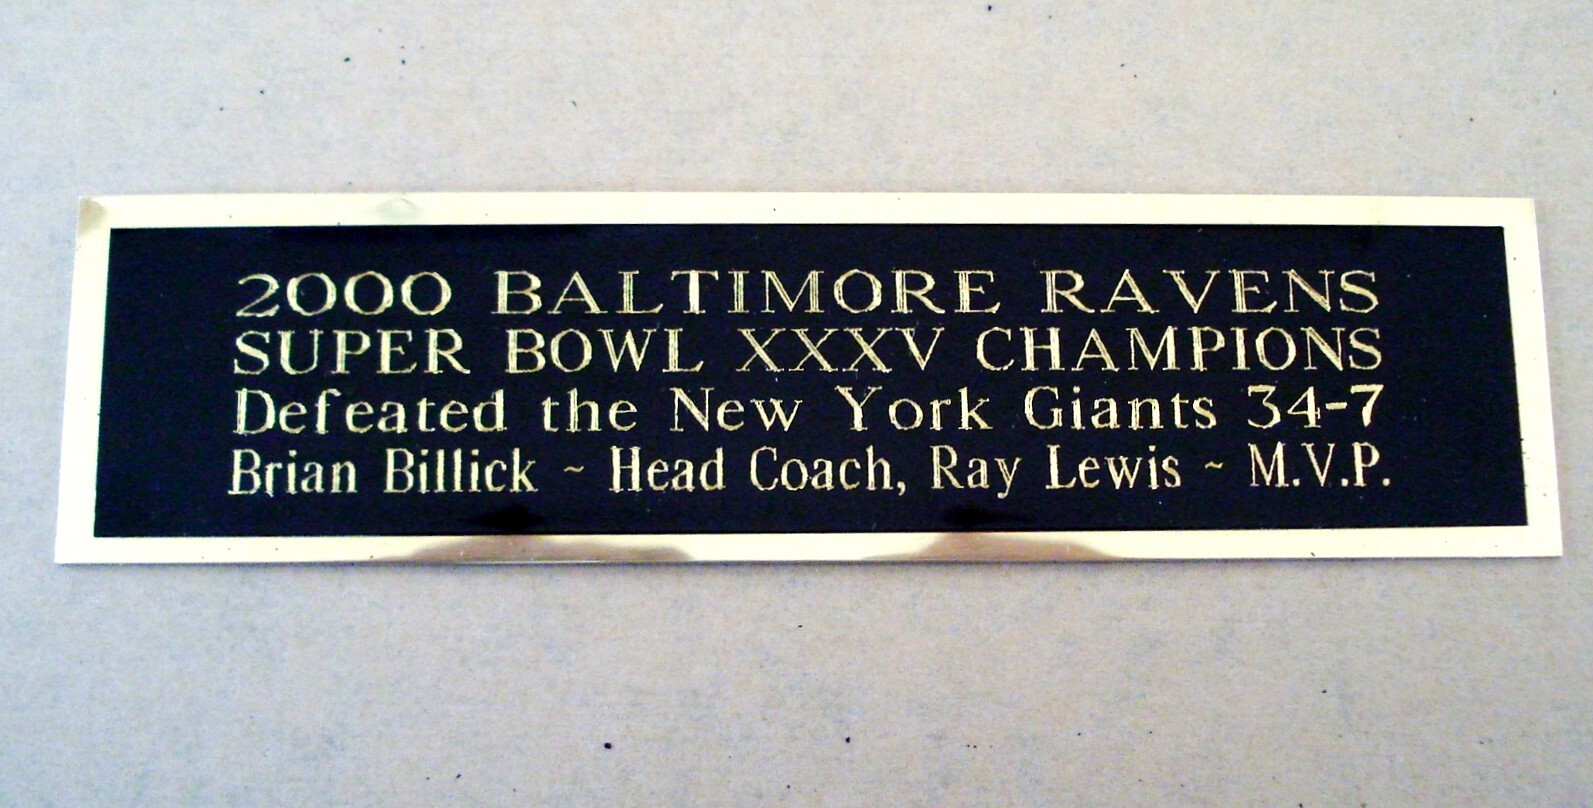 2000 BALTIMORE RAVENS
SUPER BOWL XXXV CHAMPIONS
Defeated the New York Giants 34-7
Brian Billick ~ Head Coach, Ray Lewis ~ M.V.P.